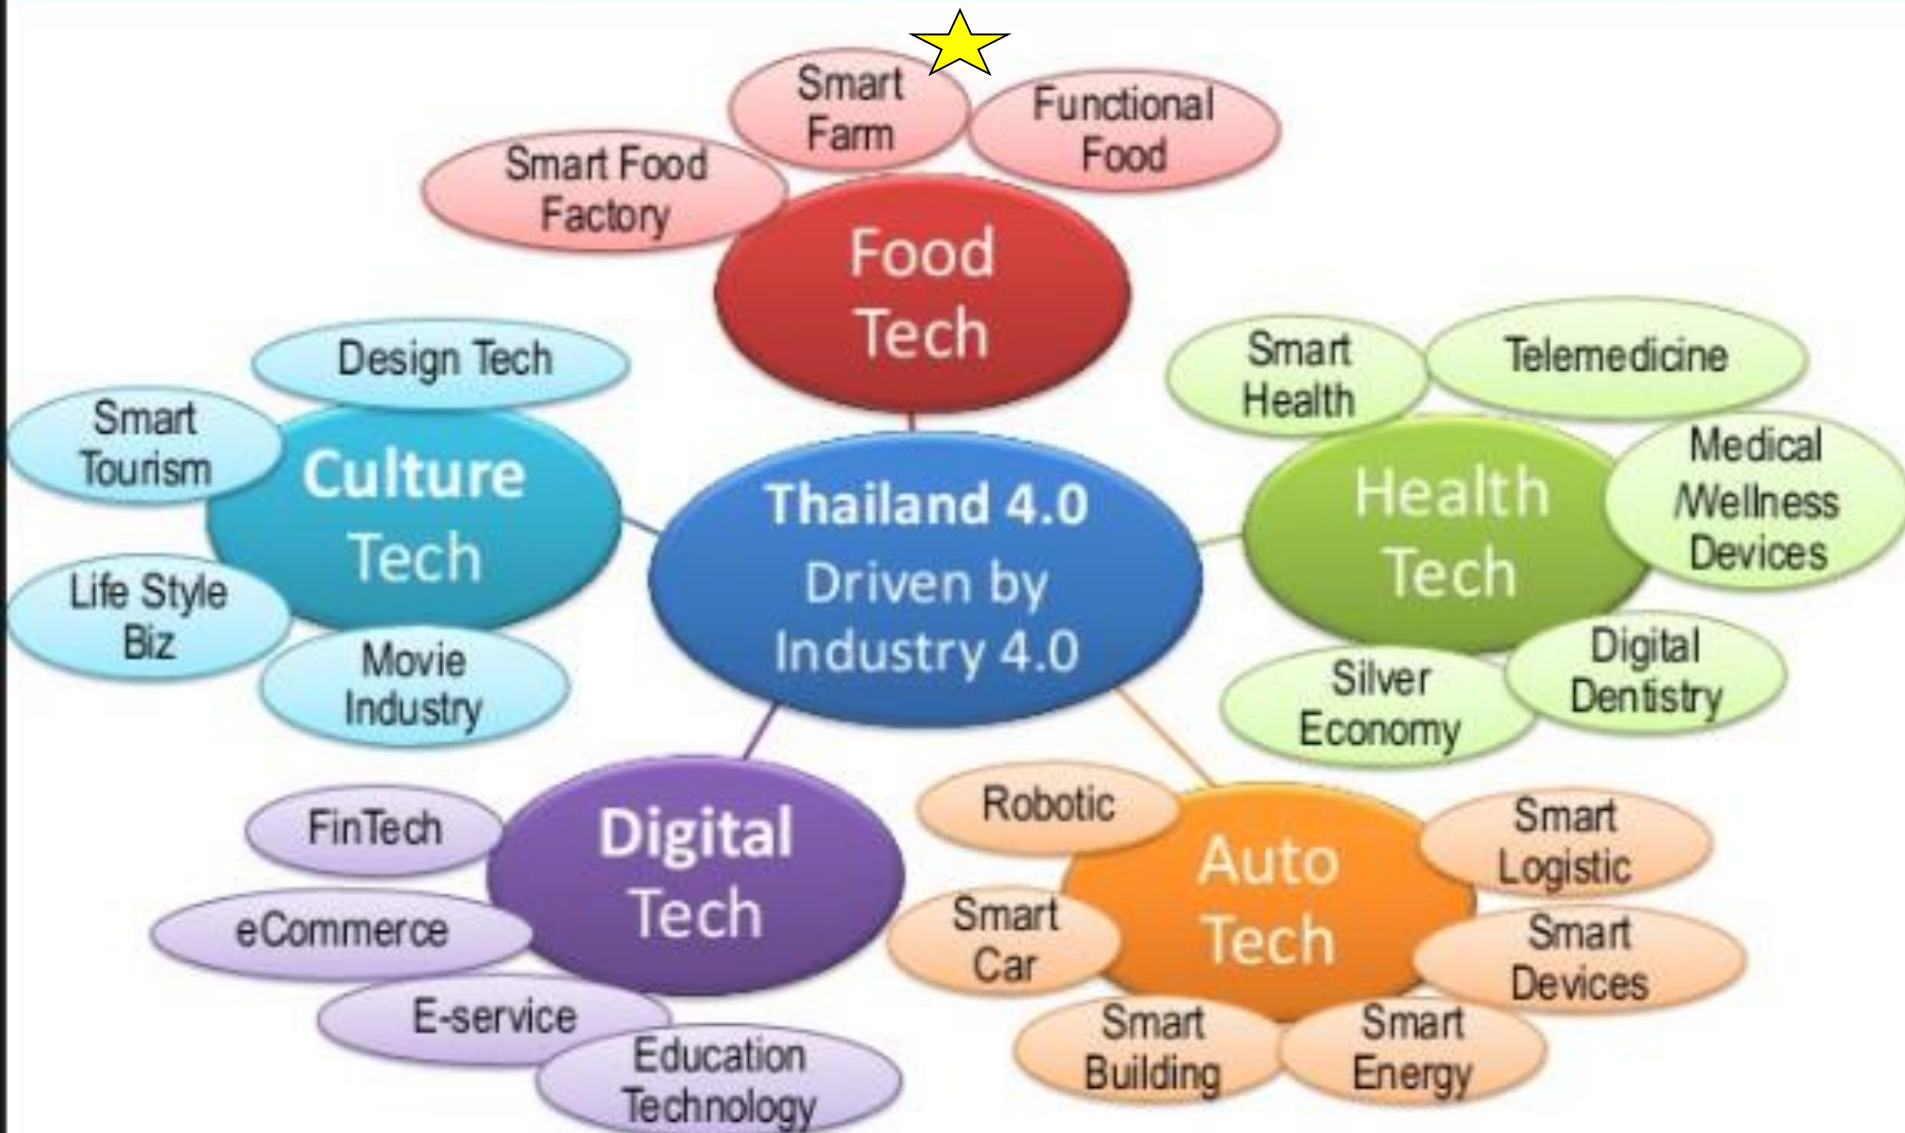 Smart
Farm
Functional
Food
Smart Food
Factory
Food
Tech
Design Tech
Smart
Tourism
Culture
Tech
Life Style
Biz
Movie
Industry
Thailand 4.0
Driven by
Industry 4.0
Smart
Health
Telemedicine
Health
Tech
Medical
/Wellness
Devices
Digital
Dentistry
Silver
Economy
FinTech
eCommerce
E-service
Education
Technology
Digital
Tech
Robotic
Smart
Car
Auto
Tech
Smart
Logistic
Smart
Devices
Smart
Building
Smart
Energy